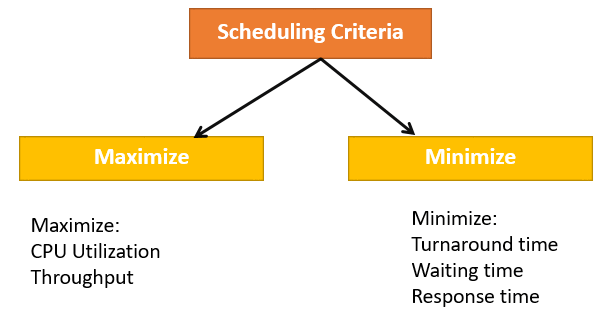 Scheduling Criteria
Maximize
Minimize
Maximize:
CPU Utilization
Throughput
Minimize:
Turnaround time
Waiting time
Response time